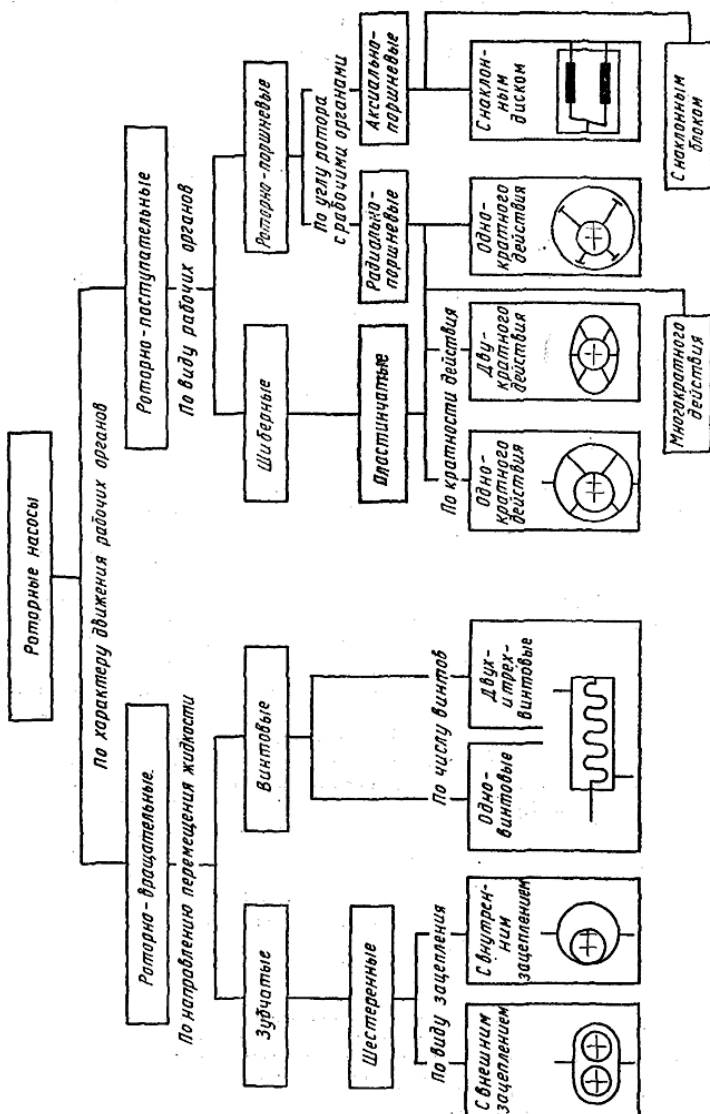 Роторные насосы
По характеру движения рабочих органов
Роторно-вращательные.
Роторно-поступательные
По направлению перемещения жидкости
По виду рабочих органов
Зубчатые
Винтовые
Шиберные
Роторно-поршневые
По углу ротора
с рабочими органами
Шестеренные
Пластинчатые
Радиально-
поршневые
Аксиально-
поршневые
По виду зацепления
По числу винтов
По кратности действия
С внешним
зацеплением
С внутрен-
ним
зацеплением
Одно-
винтовые
Двух-
и трех-
винтовые
Одно-
кратного
действия
Дву-
кратного
действия
Одно-
кратного
действия
С наклон-
ным
диском
Многократного
действия
С наклонным
блоком